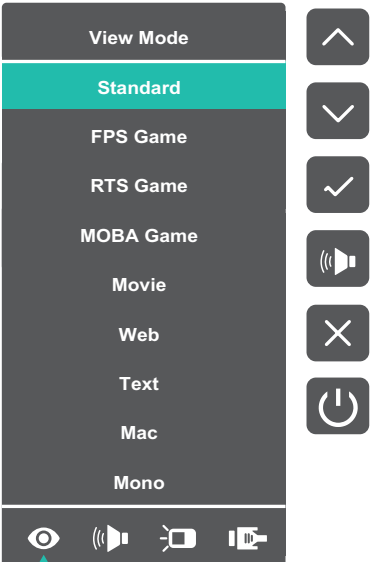 View Mode
Standard
FPS Game
RTS Game
MOBA Game
Movie
Web
Text
Mac
Mono